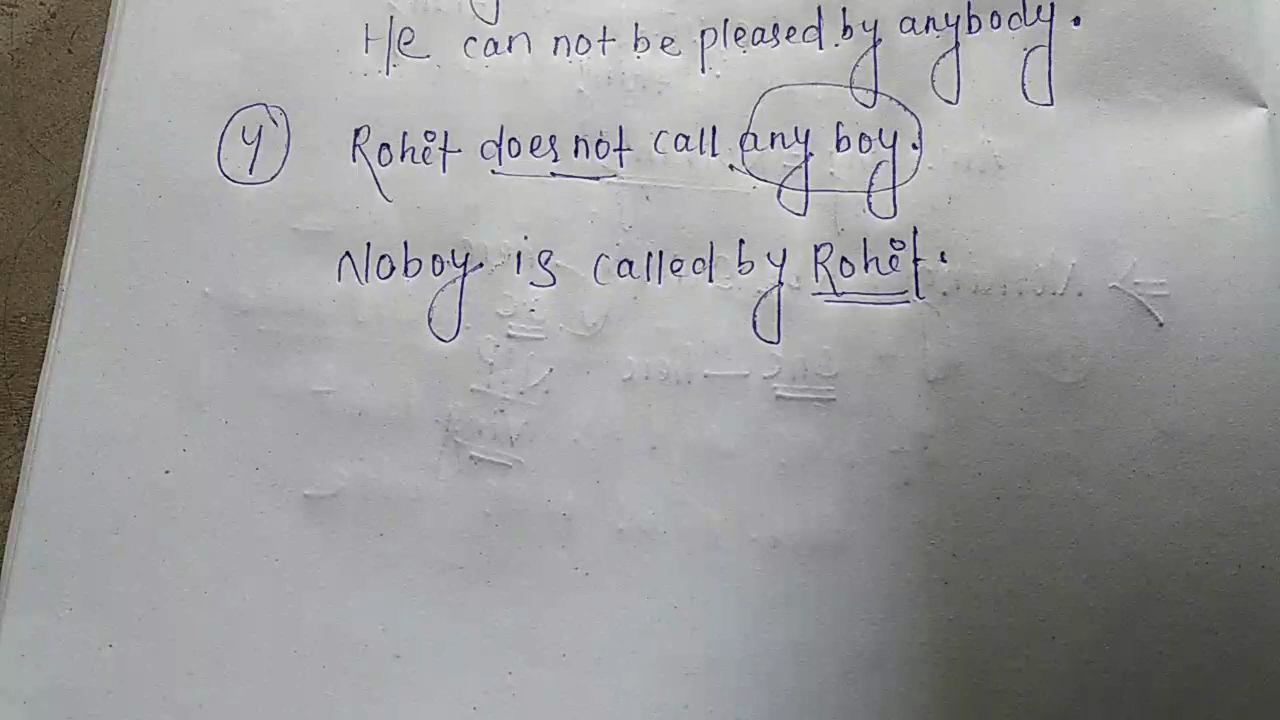 He can not be pleased by anybody.
4 Rohit does not call any boy.
Noboy is called by Rohit.